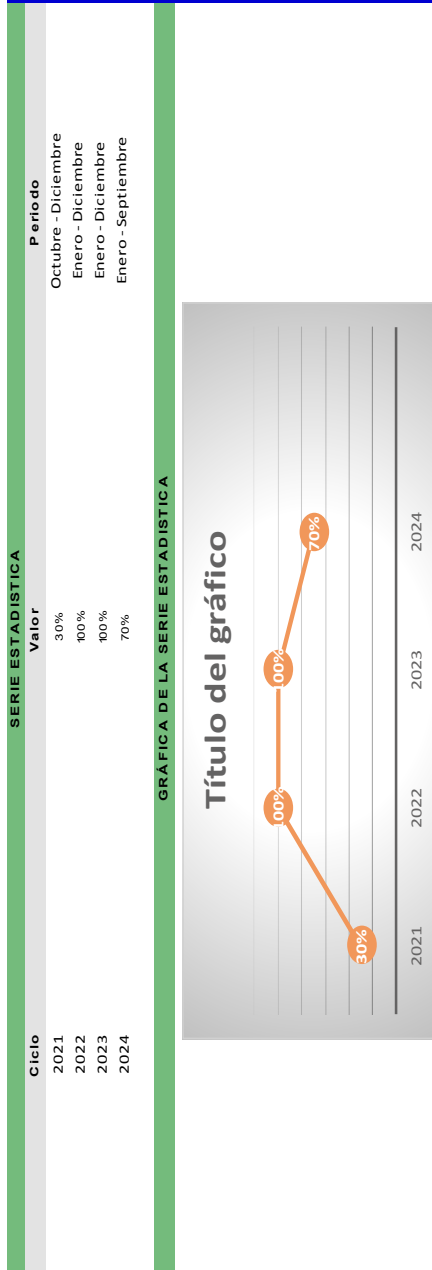 SERIE ESTADISTICA
Ciclo Valor Periodo
2021 30% Octubre - Diciembre
2022 100% Enero - Diciembre
2023 100% Enero - Diciembre
2024 70% Enero - Septiembre
GRÁFICA DE LA SERIE ESTADISTICA
Título del gráfico
30% 100% 100% 70%
2021 2022 2023 2024